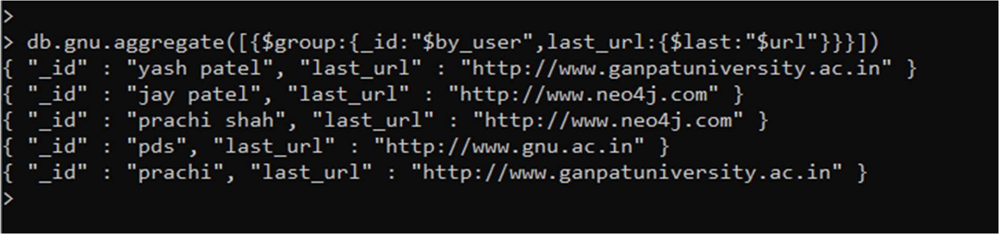 >
> db.gnu.aggregate([{$group:{_id:"$by_user",last_url:{$last:"$url"}}}])
{ "_id" : "yash patel", "last_url" : "http://www.ganpatuniversity.ac.in" }
{ "_id" : "jay patel", "last_url" : "http://www.neo4j.com" }
{ "_id" : "prachi shah", "last_url" : "http://www.neo4j.com" }
{ "_id" : "pds", "last_url" : "http://www.gnu.ac.in" }
{ "_id" : "prachi", "last_url" : "http://www.ganpatuniversity.ac.in" }
>